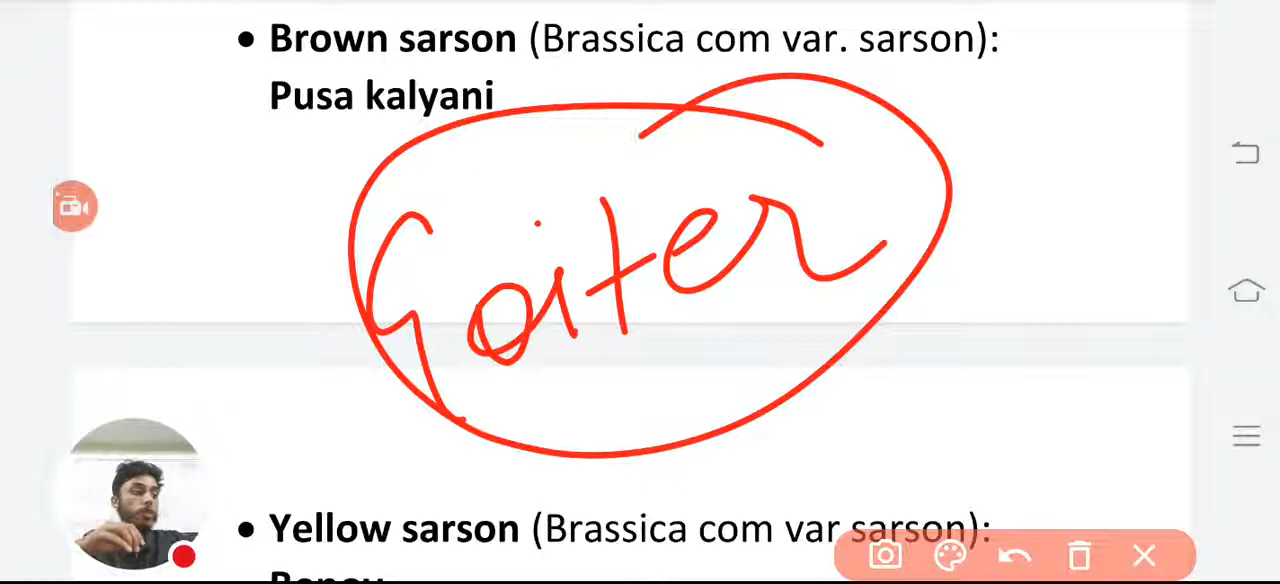 • Brown sarson (Brassica com var. sarson):
Pusa kalyani
Goiter
• Yellow sarson (Brassica com var sarson):